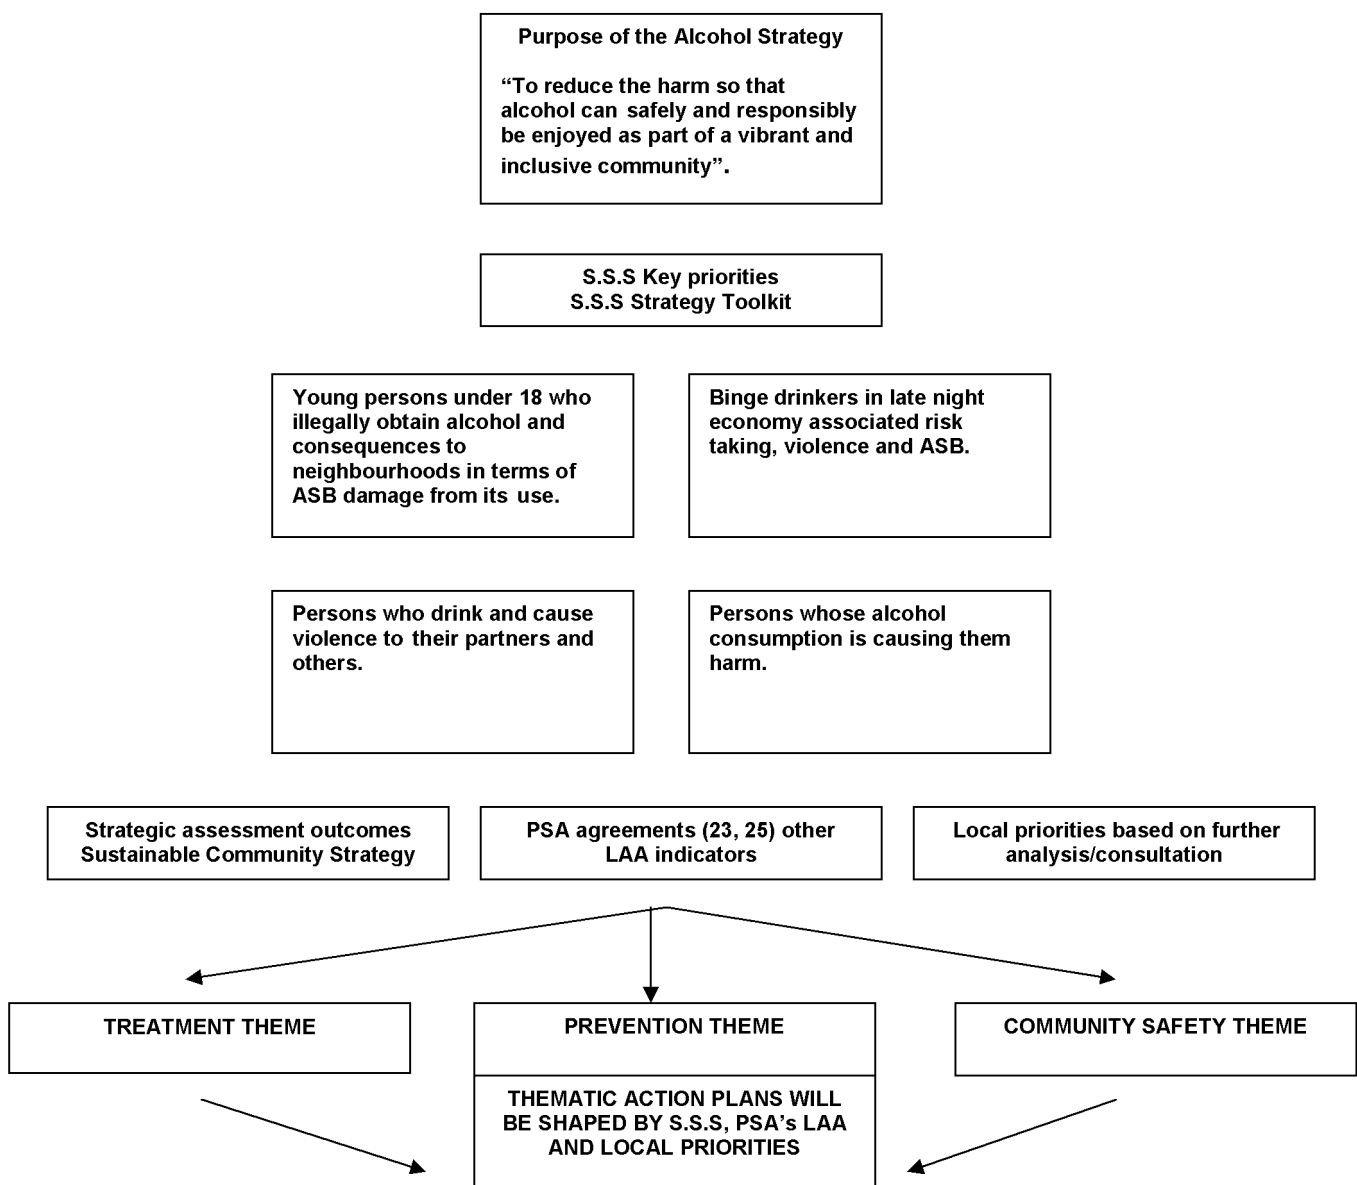 Purpose of the Alcohol Strategy
“To reduce the harm so that
alcohol can safely and responsibly
be enjoyed as part of a vibrant and
inclusive community”.
S.S.S Key priorities
S.S.S Strategy Toolkit
Young persons under 18 who
illegally obtain alcohol and
consequences to
neighbourhoods in terms of
ASB damage from its use.
Binge drinkers in late night
economy associated risk
taking, violence and ASB.
Persons who drink and cause
violence to their partners and
others.
Persons whose alcohol
consumption is causing them
harm.
Strategic assessment outcomes
Sustainable Community Strategy
PSA agreements (23, 25) other
LAA indicators
Local priorities based on further
analysis/consultation
TREATMENT THEME
PREVENTION THEME
COMMUNITY SAFETY THEME
THEMATIC ACTION PLANS WILL
BE SHAPED BY S.S.S, PSA’s LAA
AND LOCAL PRIORITIES